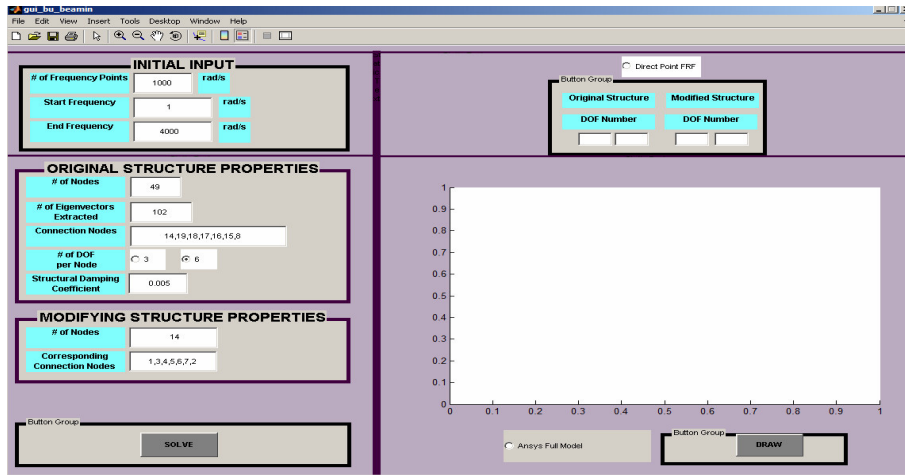 gui_bu_beamin
File Edit View Insert Tools Desktop Window Help
INITIAL INPUT
# of Frequency Points 1000 rad/s
Start Frequency 1 rad/s
End Frequency 4000 rad/s
ORIGINAL STRUCTURE PROPERTIES
# of Nodes 49
# of Eigenvectors
Extracted 102
Connection Nodes 14,19,18,17,16,15,8
# of DOF
per Node 3 6
Structural Damping
Coefficient 0.005
MODIFYING STRUCTURE PROPERTIES
# of Nodes 14
Corresponding
Connection Nodes 1,3,4,5,6,7,2
Button Group
SOLVE
Direct Point FRF
Button Group
Original Structure Modified Structure
DOF Number DOF Number
1
0.9
0.8
0.7
0.6
0.5
0.4
0.3
0.2
0.1
0
0 0.1 0.2 0.3 0.4 0.5 0.6 0.7 0.8 0.9 1
Ansys Full Model
Button Group
DRAW